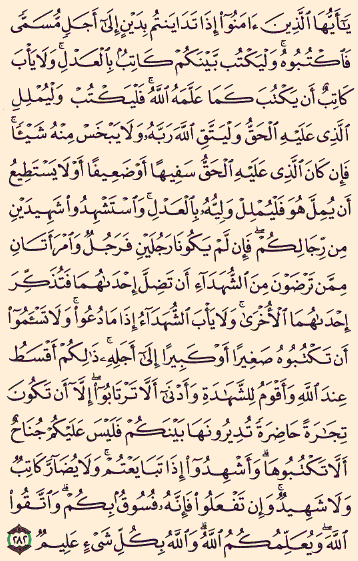 يَـٰٓأَيُّهَا ٱلَّذِينَ ءَامَنُوٓا۟ إِذَا تَدَايَنتُم بِدَيْنٍ إِلَىٰٓ أَجَلٍ مُّسَمًّى
فَٱكْتُبُوهُ ۚ وَلْيَكْتُب بَّيْنَكُمْ كَاتِبٌۢ بِٱلْعَدْلِ ۚ وَلَا يَأْبَ
كَاتِبٌ أَن يَكْتُبَ كَمَا عَلَّمَهُ ٱللَّهُ ۚ فَلْيَكْتُبْ وَلْيُمْلِلِ
ٱلَّذِى عَلَيْهِ ٱلْحَقُّ وَلْيَتَّقِ ٱللَّهَ رَبَّهُۥ وَلَا يَبْخَسْ مِنْهُ شَيْـًٔا ۚ
فَإِن كَانَ ٱلَّذِى عَلَيْهِ ٱلْحَقُّ سَفِيهًا أَوْ ضَعِيفًا أَوْ لَا يَسْتَطِيعُ
أَن يُمِلَّ هُوَ فَلْيُمْلِلْ وَلِيُّهُۥ بِٱلْعَدْلِ ۚ وَٱسْتَشْهِدُوا۟ شَهِيدَيْنِ
مِن رِّجَالِكُمْ ۖ فَإِن لَّمْ يَكُونَا رَجُلَيْنِ فَرَجُلٌ وَٱمْرَأَتَانِ
مِمَّن تَرْضَوْنَ مِنَ ٱلشُّهَدَآءِ أَن تَضِلَّ إِحْدَىٰهُمَا فَتُذَكِّرَ
إِحْدَىٰهُمَا ٱلْأُخْرَىٰ ۚ وَلَا يَأْبَ ٱلشُّهَدَآءُ إِذَا مَا دُعُوا۟ ۚ وَلَا تَسْـَٔمُوٓا۟
أَن تَكْتُبُوهُ صَغِيرًا أَوْ كَبِيرًا إِلَىٰٓ أَجَلِهِۦ ۚ ذَٰلِكُمْ أَقْسَطُ
عِندَ ٱللَّهِ وَأَقْوَمُ لِلشَّهَـٰدَةِ وَأَدْنَىٰٓ أَلَّا تَرْتَابُوٓا۟ ۖ إِلَّآ أَن تَكُونَ
تِجَـٰرَةً حَاضِرَةً تُدِيرُونَهَا بَيْنَكُمْ فَلَيْسَ عَلَيْكُمْ جُنَاحٌ
أَلَّا تَكْتُبُوهَا ۗ وَأَشْهِدُوٓا۟ إِذَا تَبَايَعْتُمْ ۚ وَلَا يُضَآرَّ كَاتِبٌ
وَلَا شَهِيدٌ ۚ وَإِن تَفْعَلُوا۟ فَإِنَّهُۥ فُسُوقٌۢ بِكُمْ ۗ وَٱتَّقُوا۟
ٱللَّهَ ۖ وَيُعَلِّمُكُمُ ٱللَّهُ ۗ وَٱللَّهُ بِكُلِّ شَىْءٍ عَلِيمٌ ٢٨٢